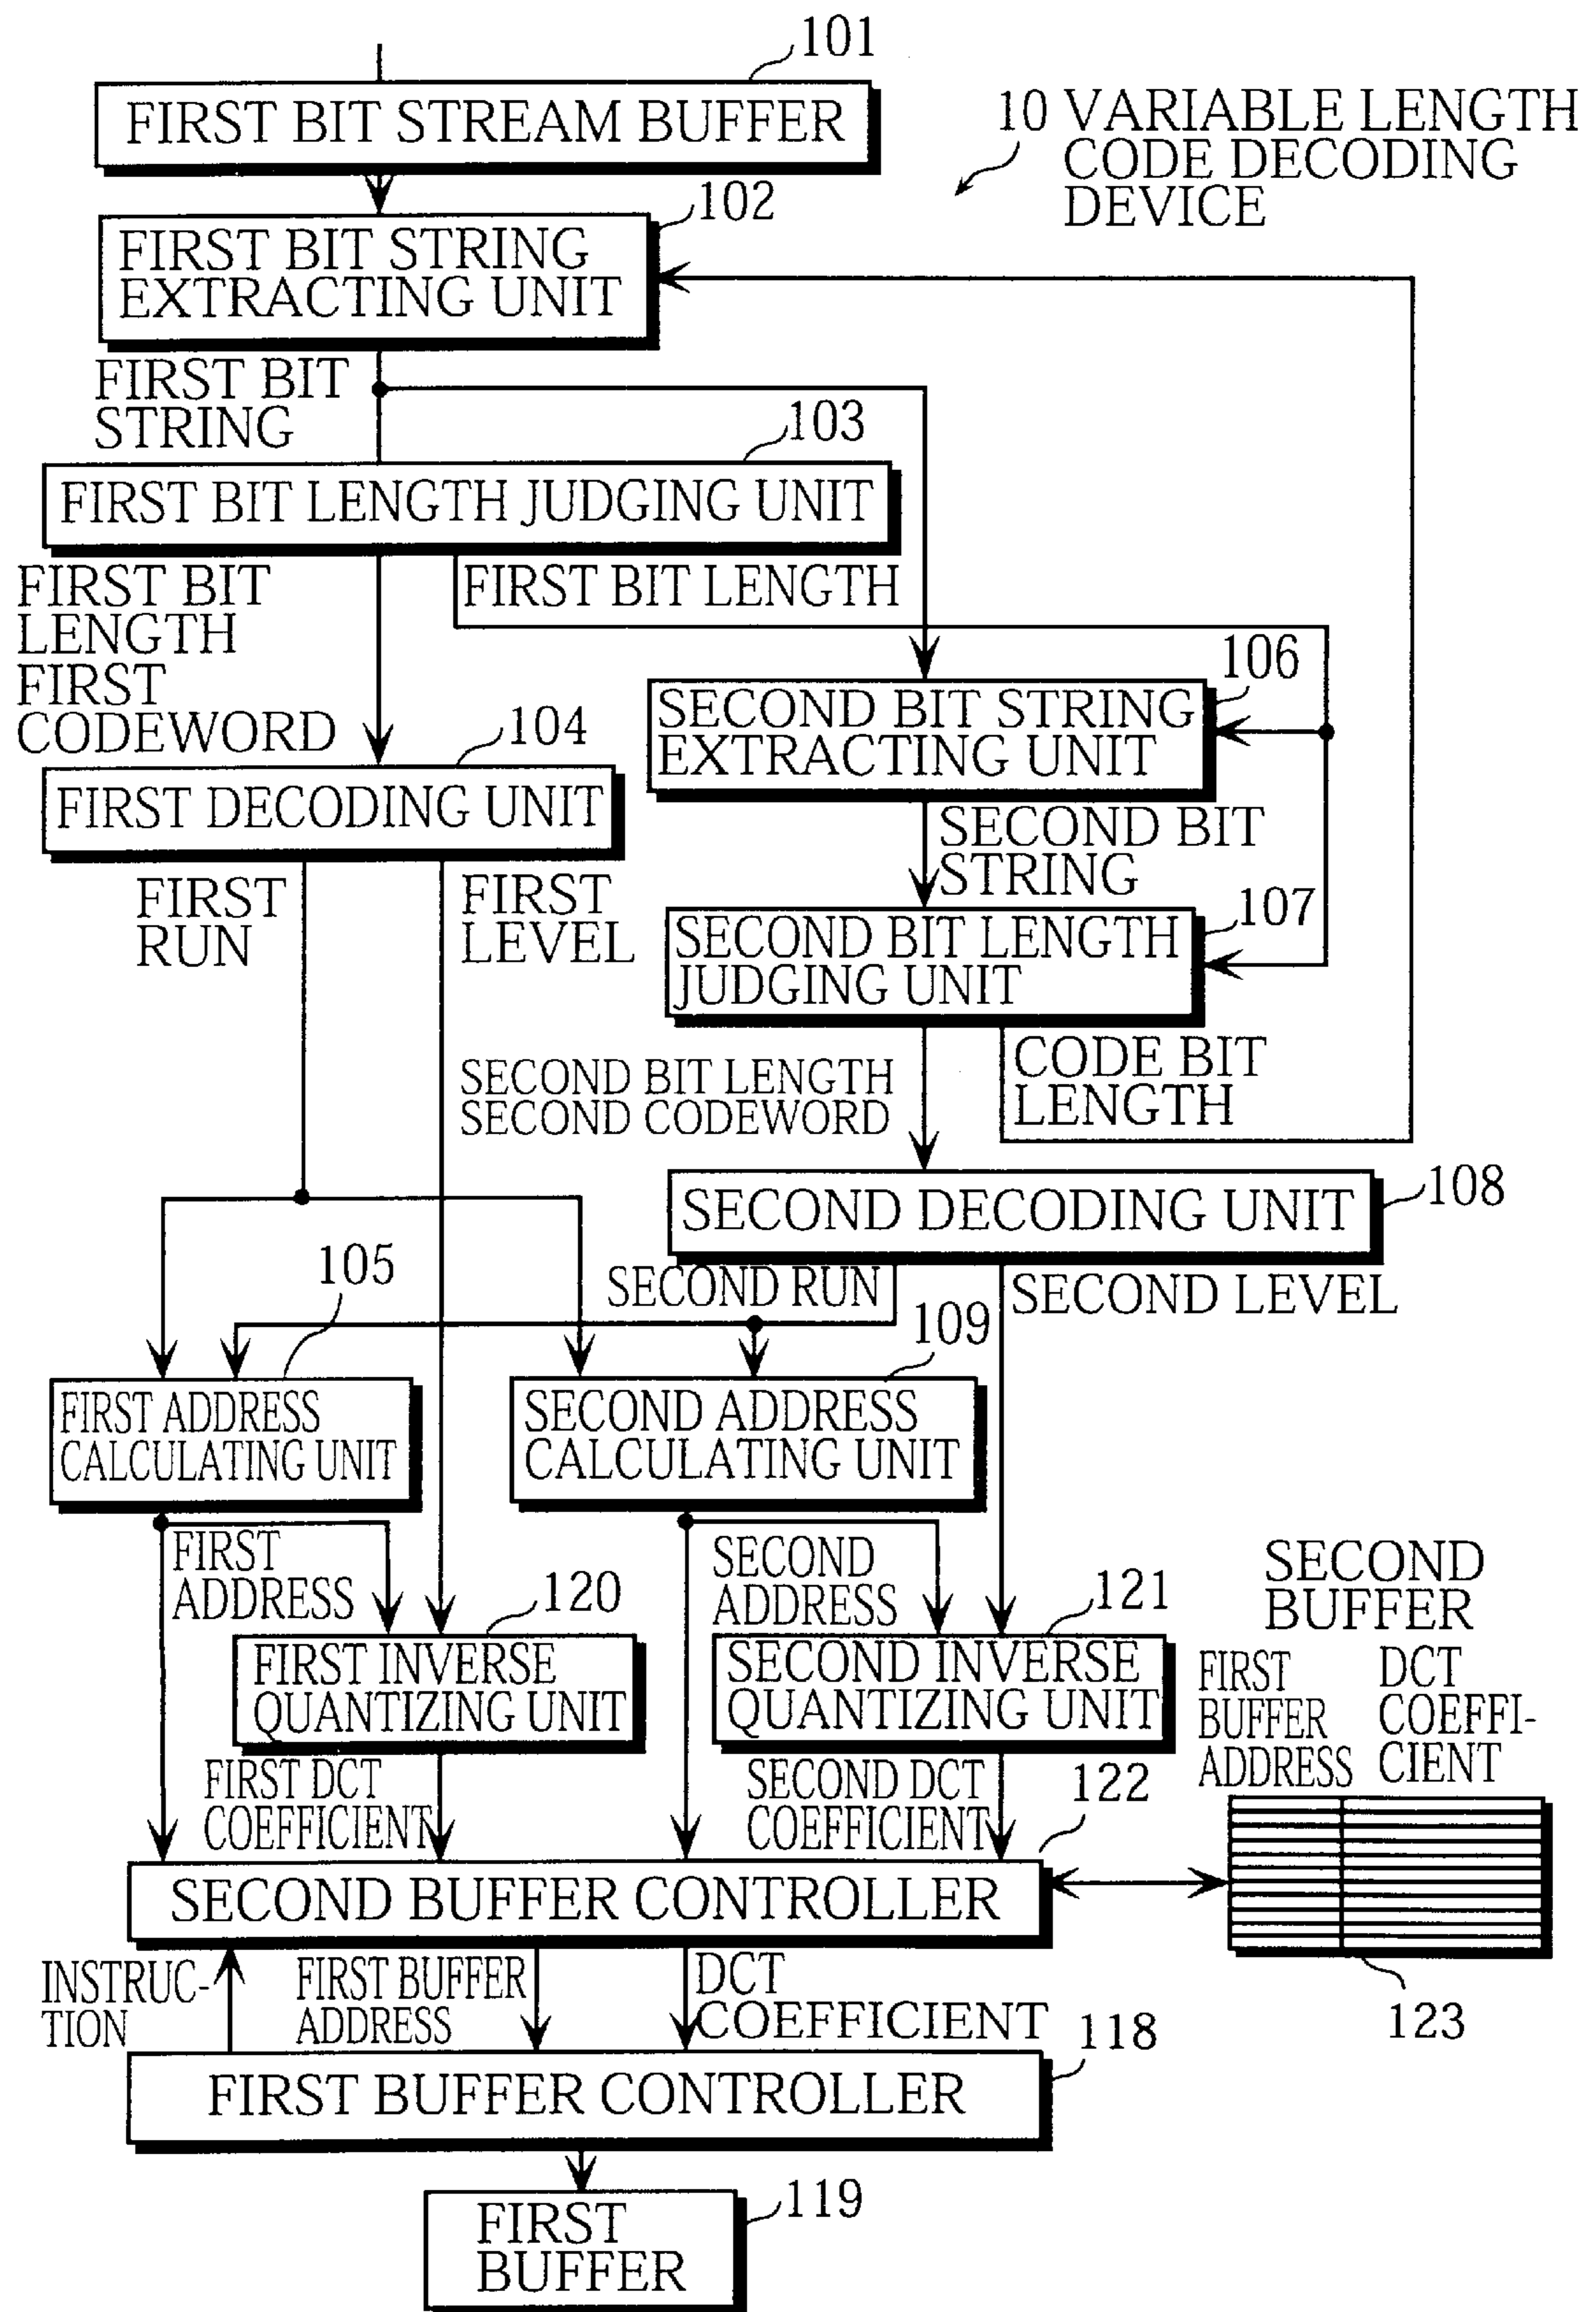 101
FIRST BIT STREAM BUFFER
10 VARIABLE LENGTH
CODE DECODING
DEVICE
102
FIRST BIT STRING
EXTRACTING UNIT
FIRST BIT
STRING
103
FIRST BIT LENGTH JUDGING UNIT
FIRST BIT
LENGTH
FIRST
CODEWORD
FIRST BIT LENGTH
106
SECOND BIT STRING
EXTRACTING UNIT
104
FIRST DECODING UNIT
SECOND BIT
STRING
FIRST
RUN
FIRST
LEVEL
107
SECOND BIT LENGTH
JUDGING UNIT
CODE BIT
LENGTH
SECOND BIT LENGTH
SECOND CODEWORD
108
SECOND DECODING UNIT
SECOND RUN
SECOND LEVEL
105
109
FIRST ADDRESS
CALCULATING UNIT
SECOND ADDRESS
CALCULATING UNIT
FIRST
ADDRESS
SECOND
ADDRESS
120
121
FIRST INVERSE
QUANTIZING UNIT
SECOND INVERSE
QUANTIZING UNIT
SECOND
BUFFER
FIRST
BUFFER
ADDRESS
DCT
COEFFI-
CIENT
FIRST DCT
COEFFICIENT
SECOND DCT
COEFFICIENT
122
SECOND BUFFER CONTROLLER
123
INSTRUC-
TION
FIRST BUFFER
ADDRESS
DCT
COEFFICIENT
118
FIRST BUFFER CONTROLLER
119
FIRST
BUFFER